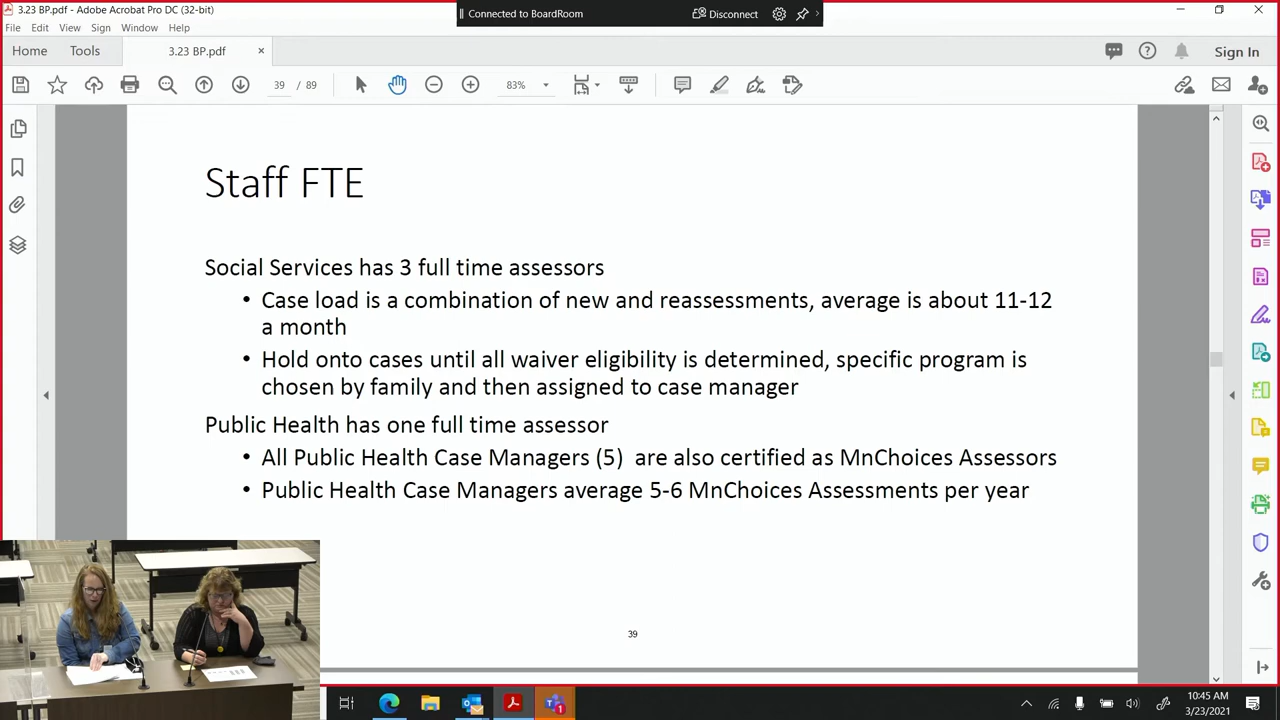 3.23 BP.pdf - Adobe Acrobat Pro DC (32-bit)
Connected to BoardRoom
Disconnect
File Edit View Sign Window Help
Home Tools 3.23 BP.pdf × Sign In
39 / 89 83%
Staff FTE
Social Services has 3 full time assessors
• Case load is a combination of new and reassessments, average is about 11-12
a month
• Hold onto cases until all waiver eligibility is determined, specific program is
chosen by family and then assigned to case manager
Public Health has one full time assessor
• All Public Health Case Managers (5) are also certified as MnChoices Assessors
• Public Health Case Managers average 5-6 MnChoices Assessments per year
39
10:45 AM
3/23/2021